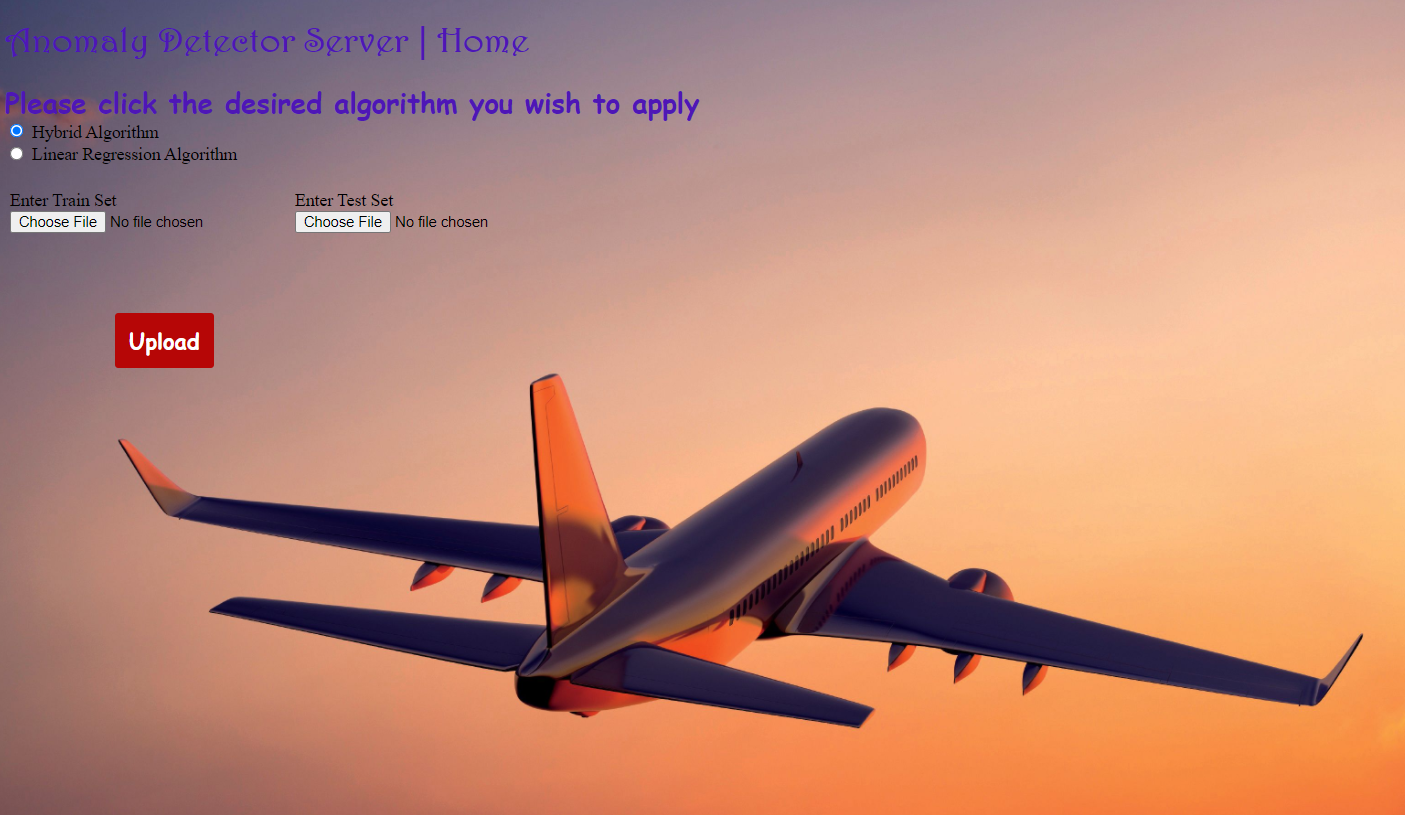 Anomaly Detector Server | Home
Please click the desired algorithm you wish to apply
Hybrid Algorithm
Linear Regression Algorithm
Enter Train Set Enter Test Set
Choose File No file chosen Choose File No file chosen
Upload